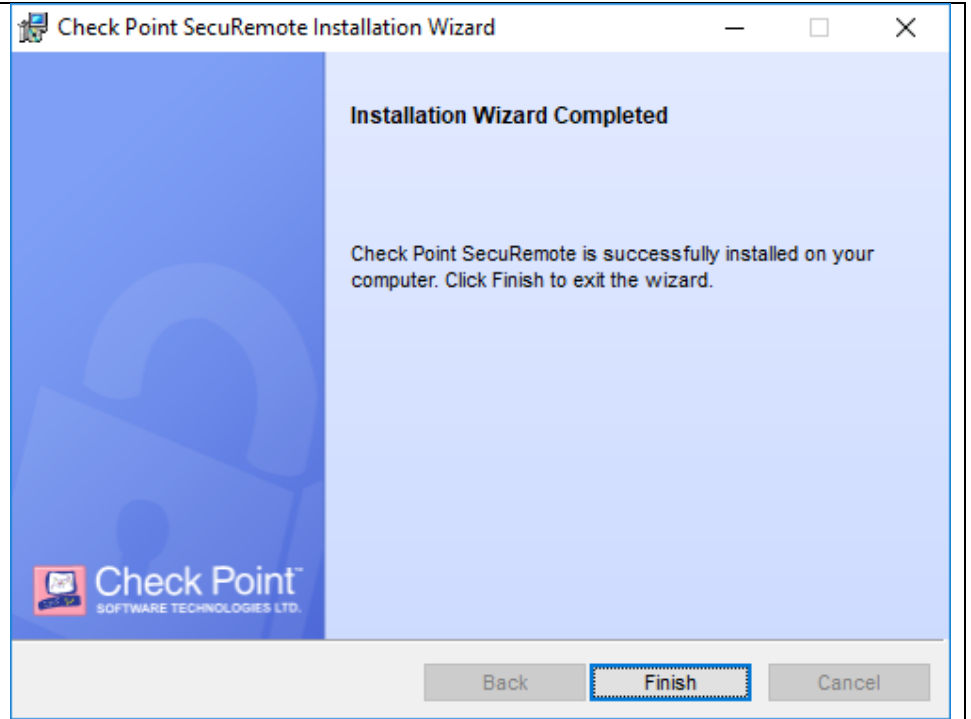 Check Point SecuRemote Installation Wizard
Installation Wizard Completed
Check Point SecuRemote is successfully installed on your
computer. Click Finish to exit the wizard.
Check Point™
SOFTWARE TECHNOLOGIES LTD.
Back
Finish
Cancel